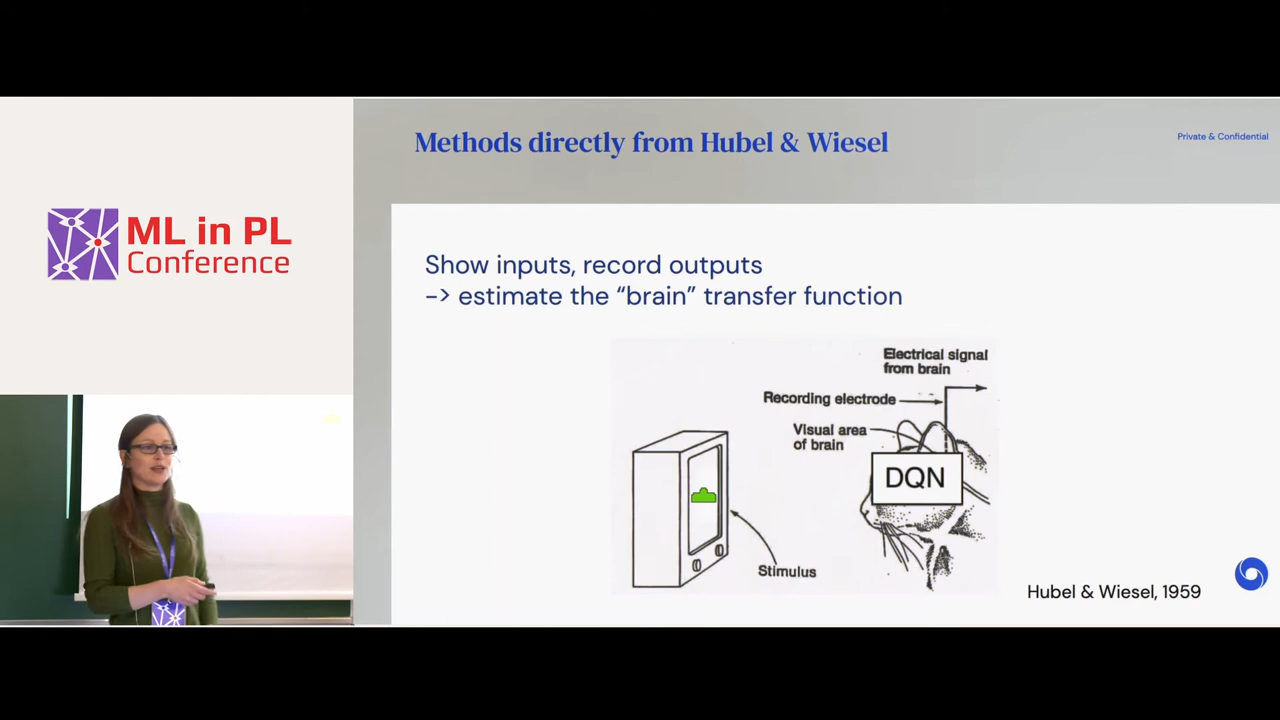 Methods directly from Hubel & Wiesel
Private & Confidential
ML in PL
Conference
Show inputs, record outputs
-> estimate the “brain” transfer function
Electrical signal
from brain
Recording electrode
Visual area
of brain
DQN
Stimulus
Hubel & Wiesel, 1959